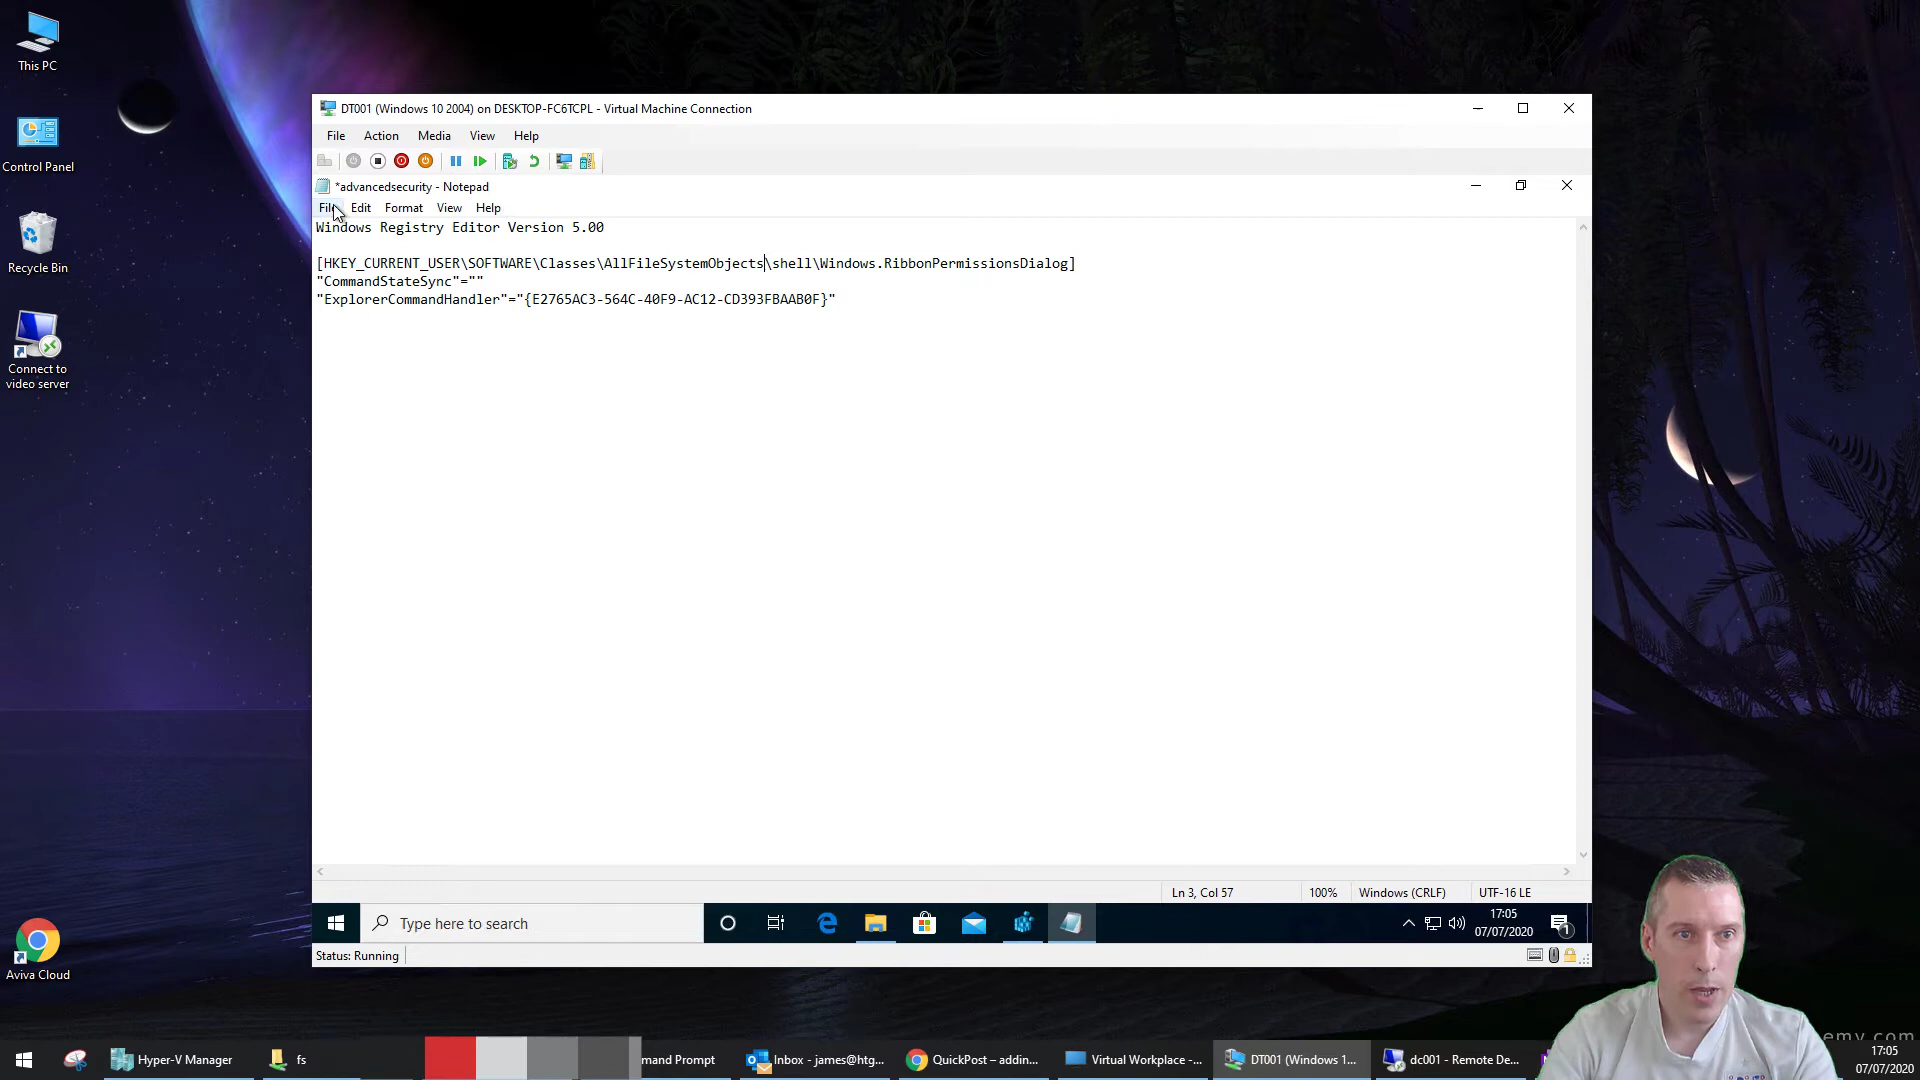 This PC
Control Panel
Recycle Bin
Connect to
video server
Aviva Cloud
DT001 (Windows 10 2004) on DESKTOP-FC6TCPL - Virtual Machine Connection
File Action Media View Help
*advancedsecurity - Notepad
File Edit Format View Help
Windows Registry Editor Version 5.00
[HKEY_CURRENT_USER\SOFTWARE\Classes\AllFileSystemObjects\shell\Windows.RibbonPermissionsDialog]
"CommandStateSync"=""
"ExplorerCommandHandler"="{E2765AC3-564C-40F9-AC12-CD393FBAAB0F}"
Ln 3, Col 57 100% Windows (CRLF) UTF-16 LE
Type here to search
17:05
07/07/2020
1
Status: Running
emy.com
Hyper-V Manager
fs
mand Prompt
Inbox - james@htg...
QuickPost – addin...
Virtual Workplace -...
DT001 (Windows 1...
dc001 - Remote De...
17:05
07/07/2020